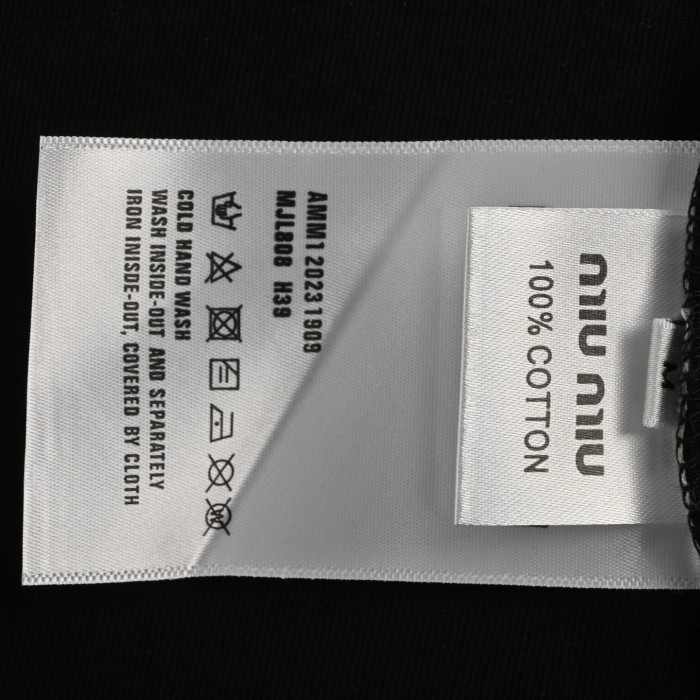 miu miu
100% COTTON
AMM1 20231909
MJL808 H39
COLD HAND WASH
WASH INSIDE-OUT AND SEPARATELY
IRON INISDE-OUT, COVERED BY CLOTH